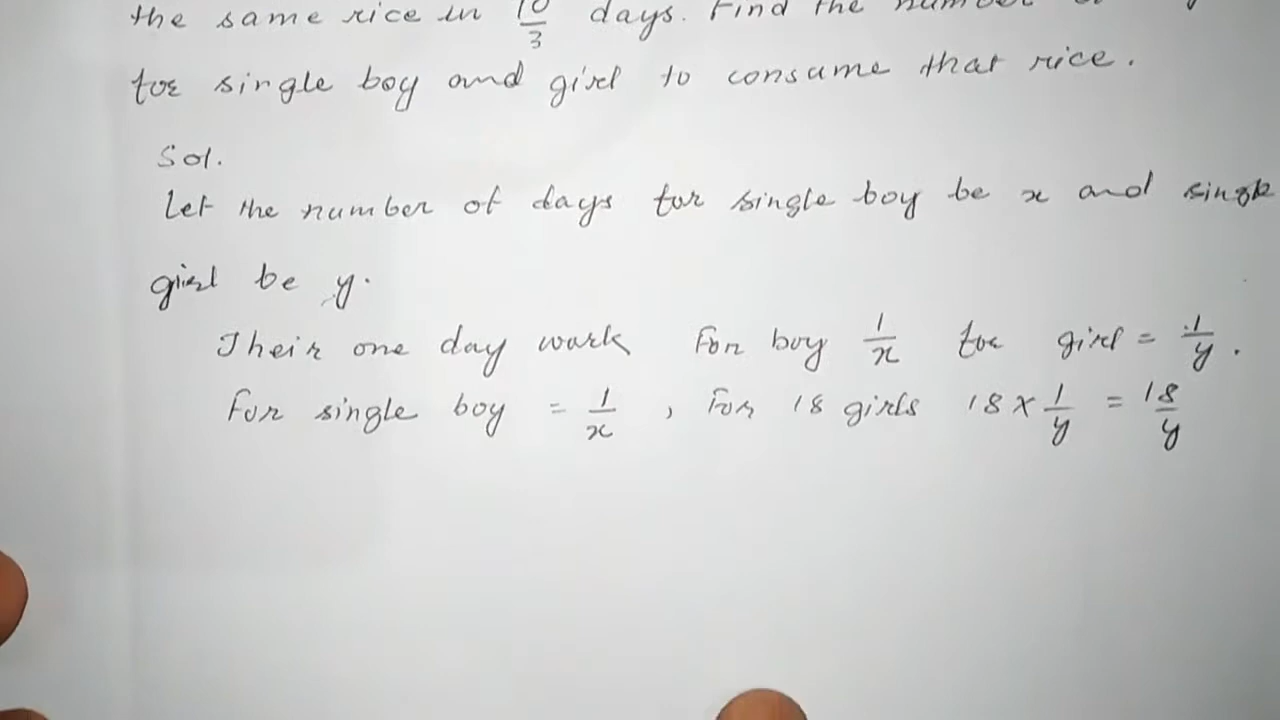 the same rice in 10/3 days. Find the number
for single boy and girl to consume that rice.
Sol.
Let the number of days for single boy be x and single
girl be y.
Their one day work For boy 1/x for girl = 1/y.
For single boy = 1/x , For 18 girls 18 × 1/y = 18/y